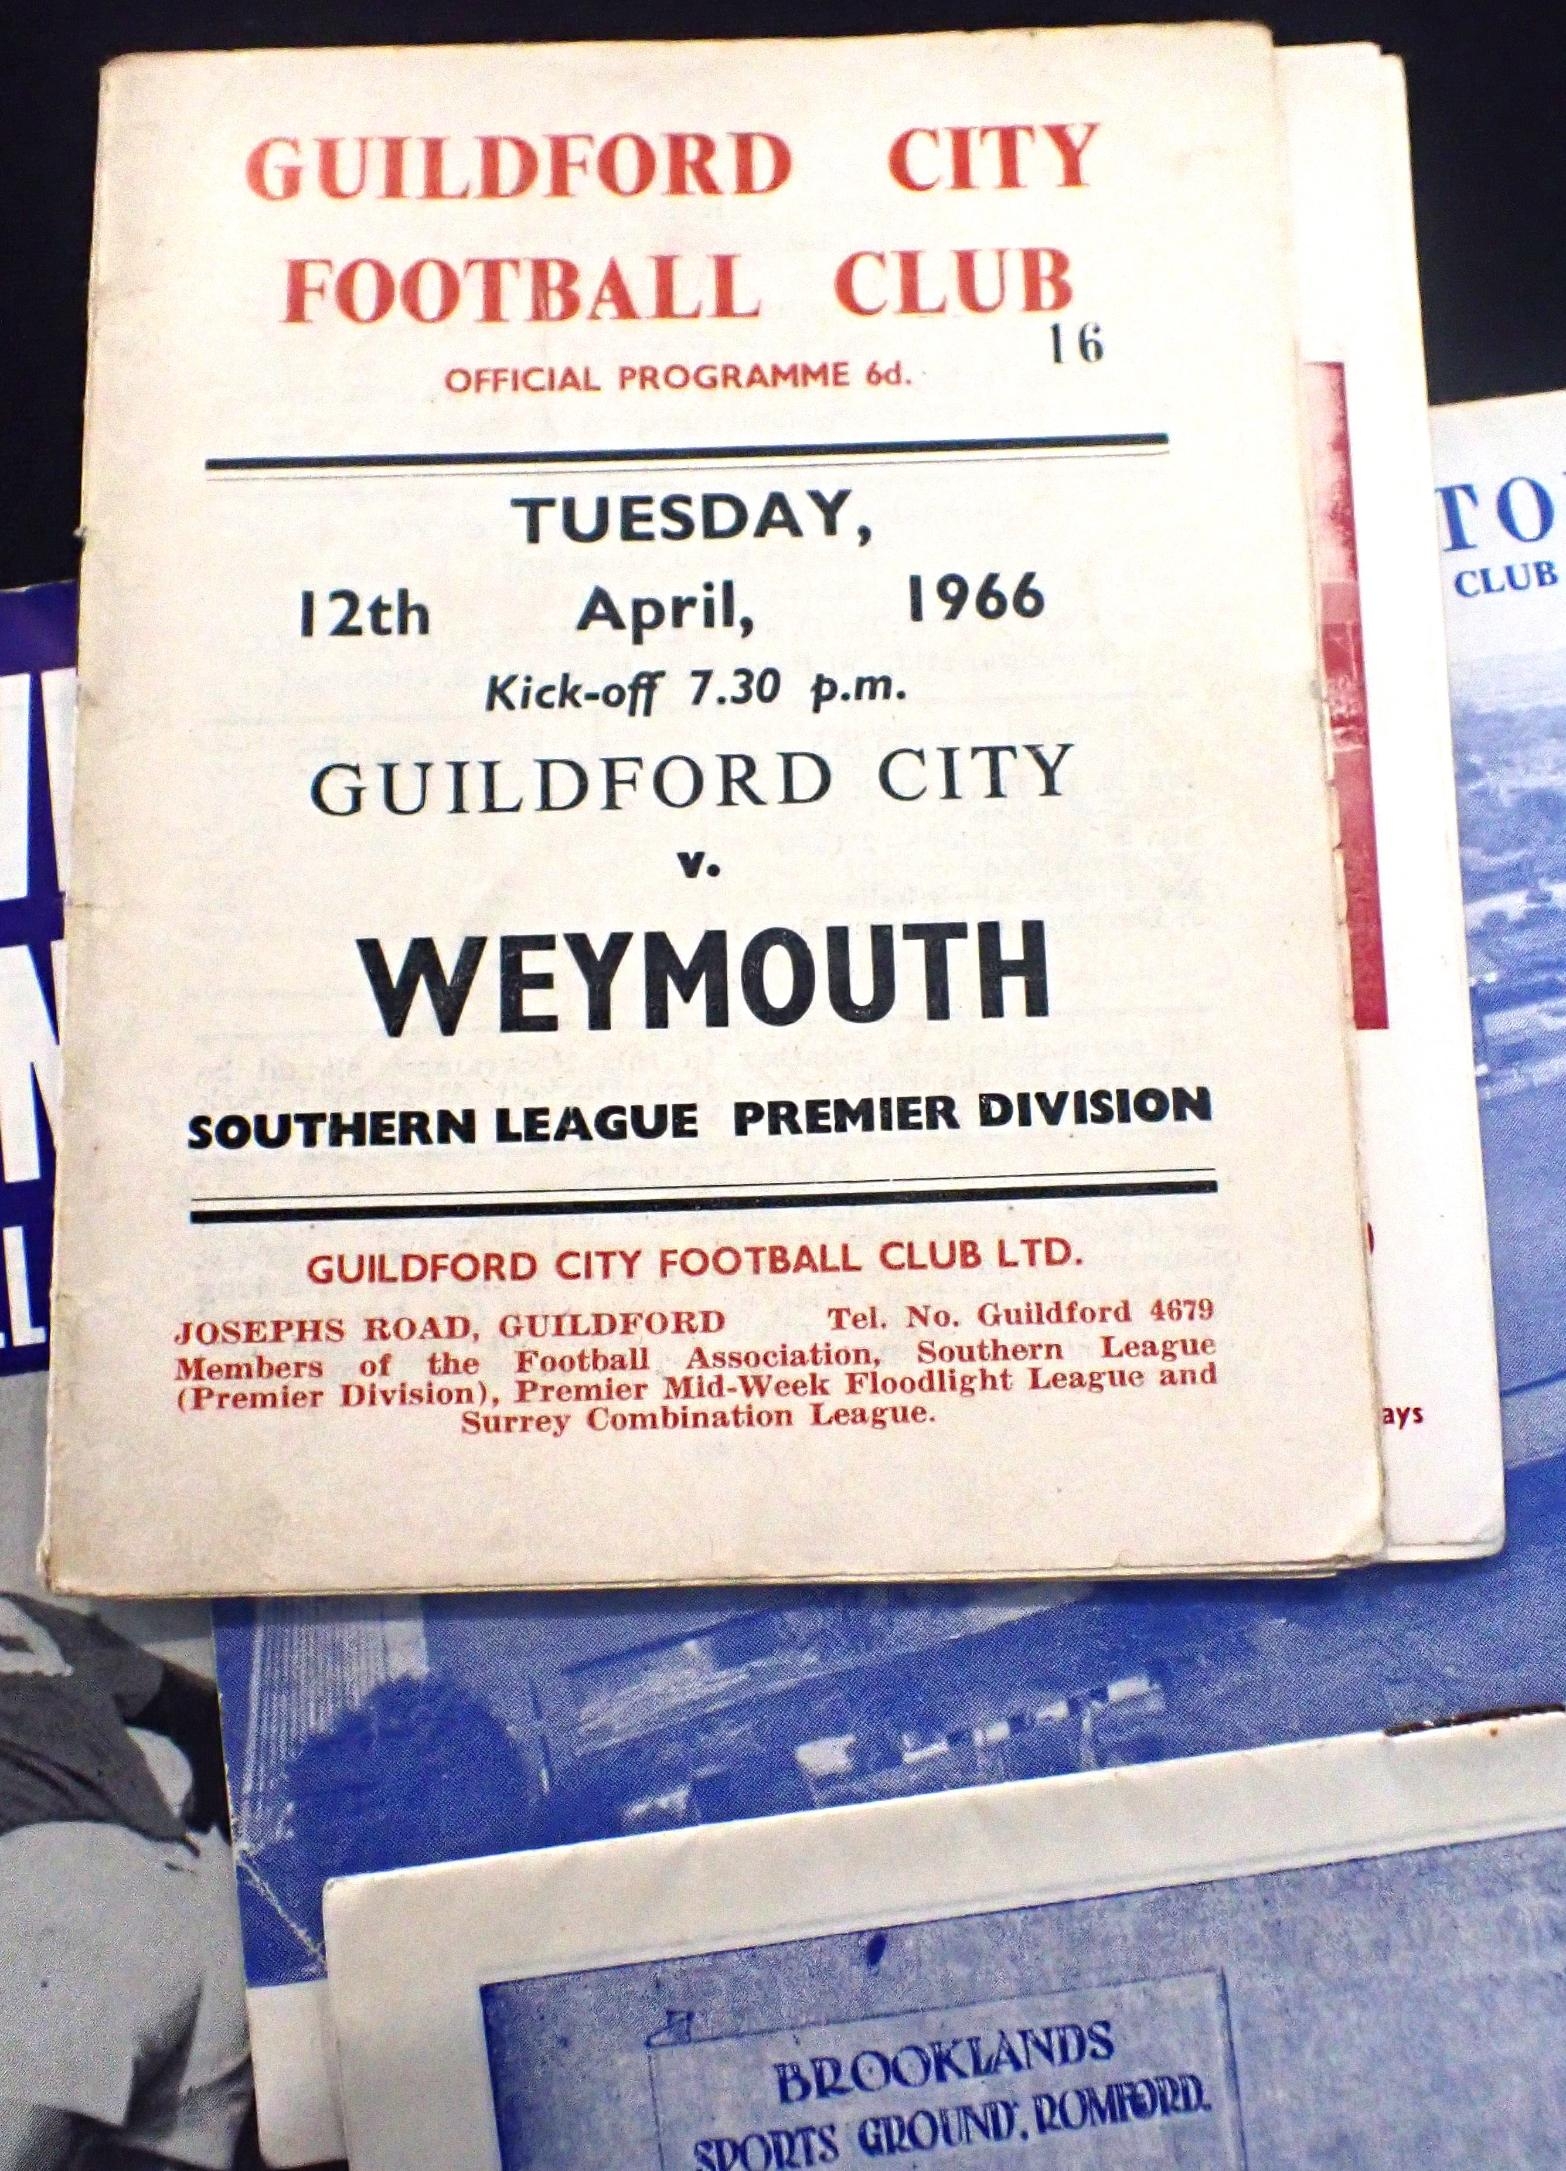 GUILDFORD CITY
FOOTBALL CLUB
16
OFFICIAL PROGRAMME 6d.
TUESDAY,
12th April, 1966
Kick-off 7.30 p.m.
GUILDFORD CITY
v.
WEYMOUTH
SOUTHERN LEAGUE PREMIER DIVISION
GUILDFORD CITY FOOTBALL CLUB LTD.
JOSEPHS ROAD, GUILDFORD Tel. No. Guildford 4679
Members of the Football Association, Southern League
(Premier Division), Premier Mid-Week Floodlight League and
Surrey Combination League.
CLUB
BROOKLANDS
SPORTS GROUND, ROMFORD.